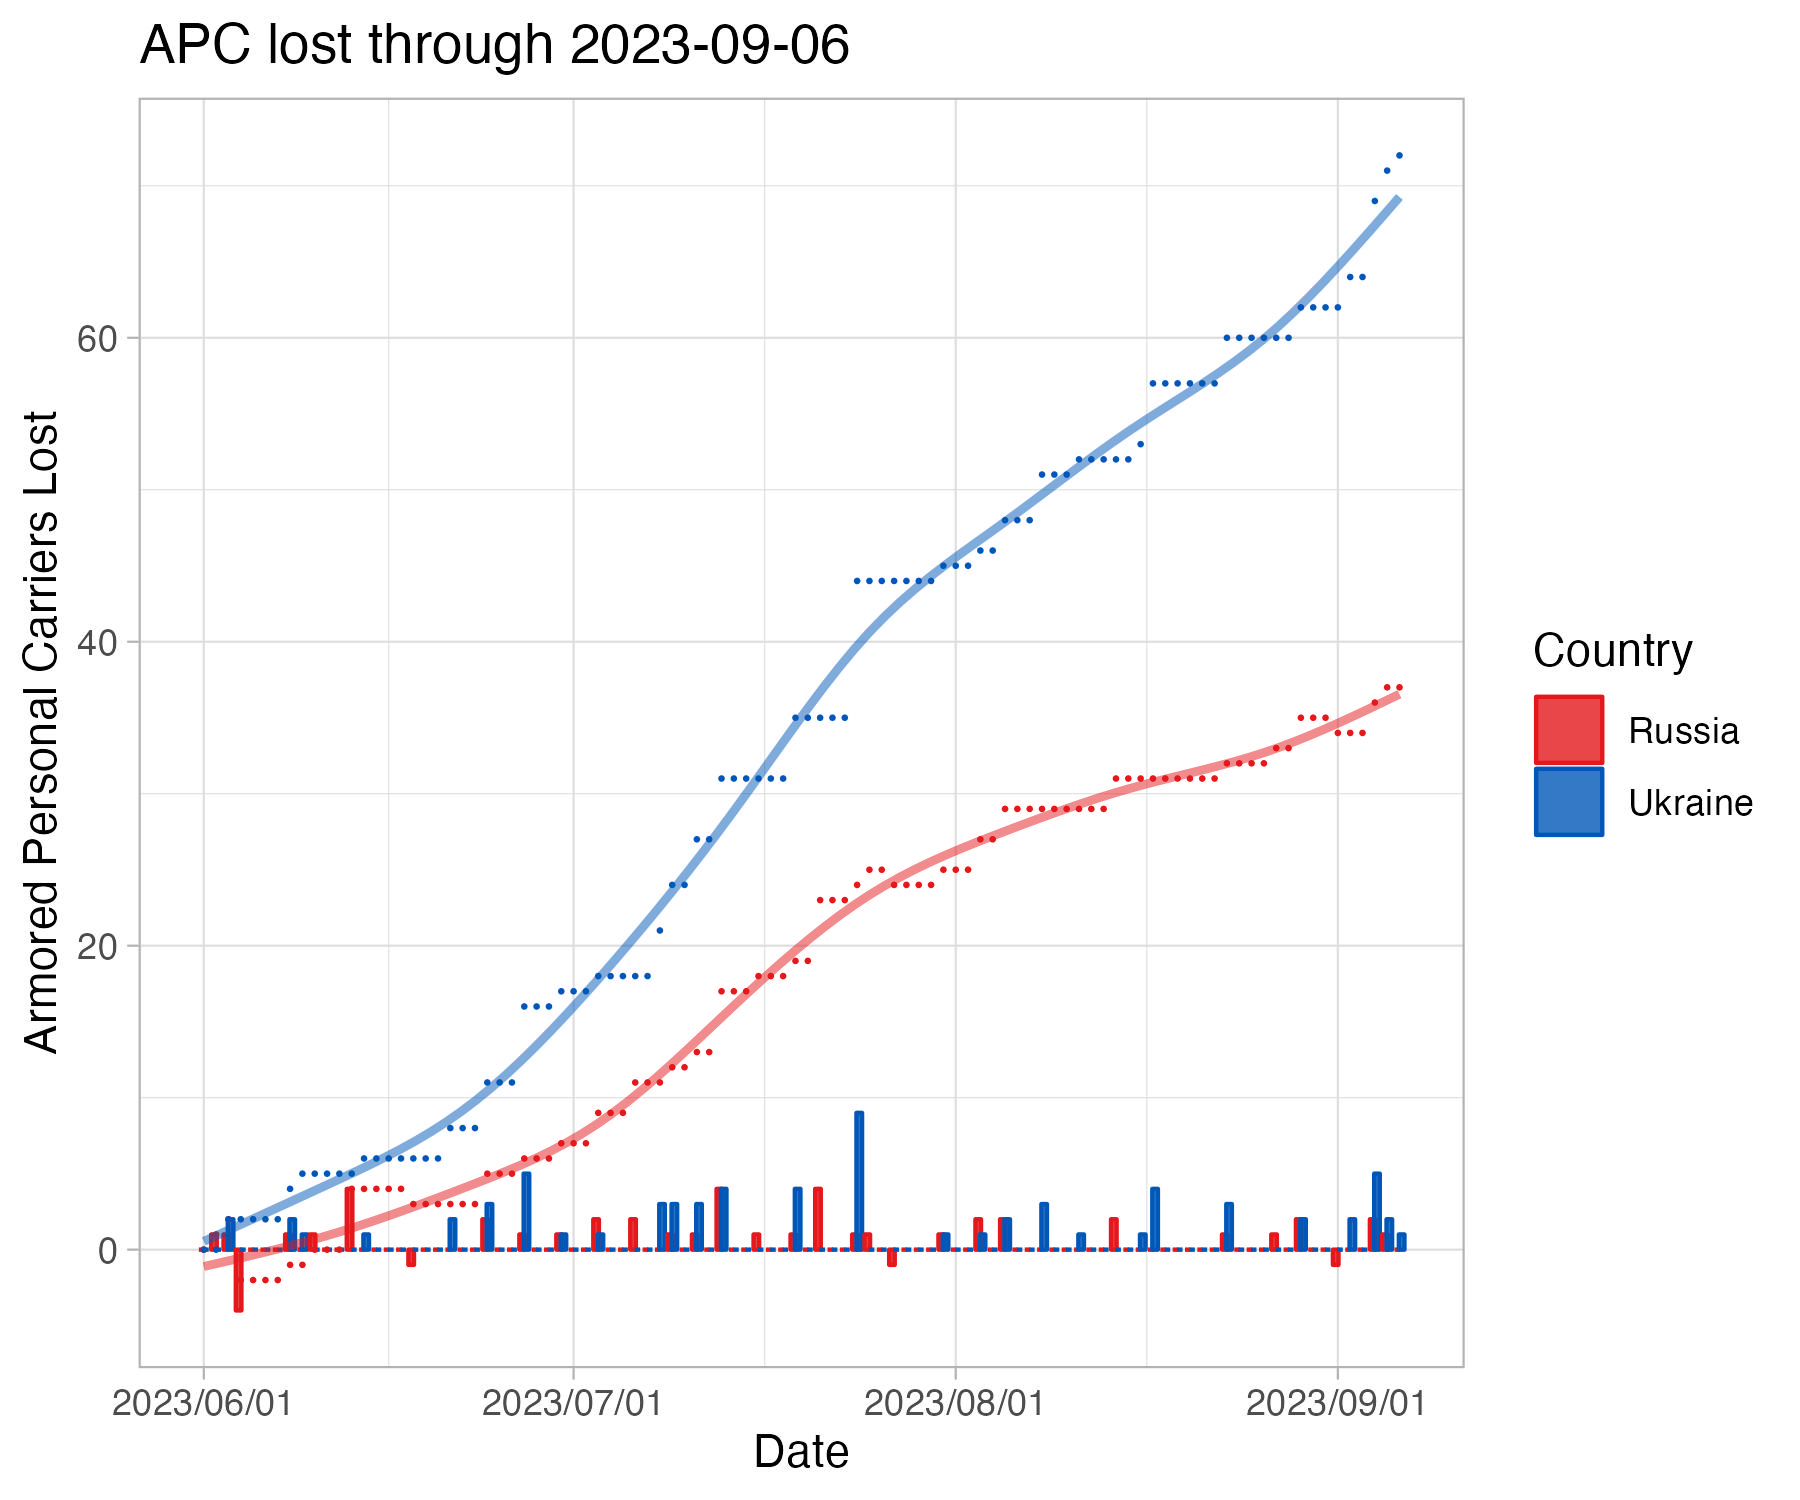 APC lost through 2023-09-06
Armored Personal Carriers Lost
60
40
20
0
2023/06/01
2023/07/01
2023/08/01
2023/09/01
Date
Country
Russia
Ukraine